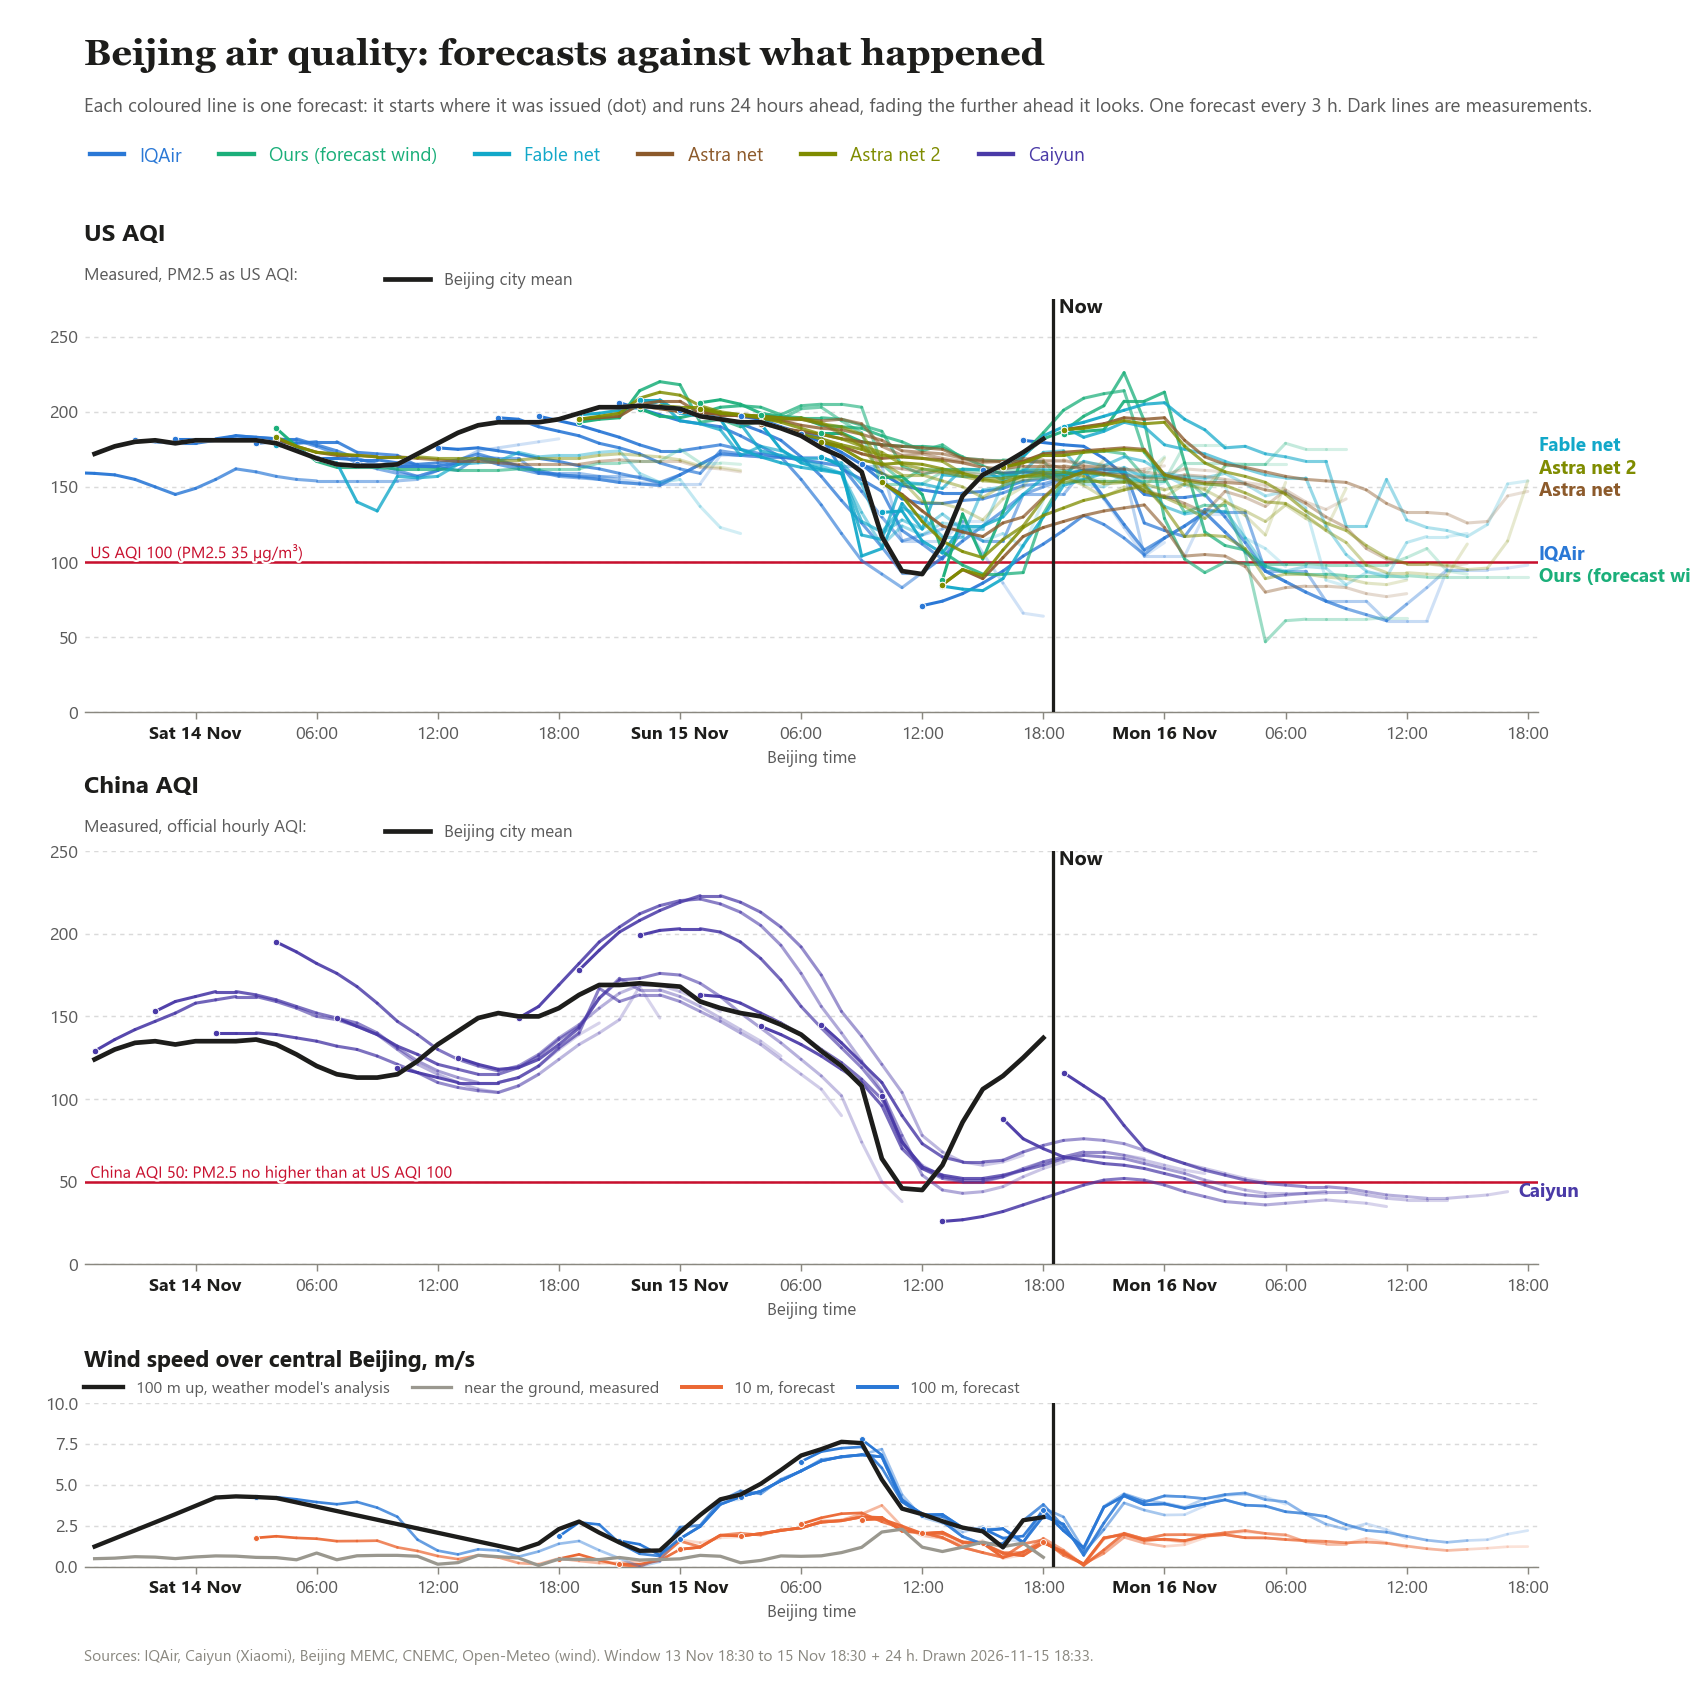 Beijing air quality: forecasts against what happened
Each coloured line is one forecast: it starts where it was issued (dot) and runs 24 hours ahead, fading the further ahead it looks. One forecast every 3 h. Dark lines are measurements.
IQAir Ours (forecast wind) Fable net Astra net Astra net 2 Caiyun
US AQI
Measured, PM2.5 as US AQI: Beijing city mean
Now
250
200
150
100
50
0
US AQI 100 (PM2.5 35 µg/m³)
Fable net
Astra net 2
Astra net
IQAir
Ours (forecast wi
Sat 14 Nov 06:00 12:00 18:00 Sun 15 Nov 06:00 12:00 18:00 Mon 16 Nov 06:00 12:00 18:00
Beijing time
China AQI
Measured, official hourly AQI: Beijing city mean
Now
250
200
150
100
50
0
China AQI 50: PM2.5 no higher than at US AQI 100
Caiyun
Sat 14 Nov 06:00 12:00 18:00 Sun 15 Nov 06:00 12:00 18:00 Mon 16 Nov 06:00 12:00 18:00
Beijing time
Wind speed over central Beijing, m/s
100 m up, weather model's analysis near the ground, measured 10 m, forecast 100 m, forecast
10.0
7.5
5.0
2.5
0.0
Sat 14 Nov 06:00 12:00 18:00 Sun 15 Nov 06:00 12:00 18:00 Mon 16 Nov 06:00 12:00 18:00
Beijing time
Sources: IQAir, Caiyun (Xiaomi), Beijing MEMC, CNEMC, Open-Meteo (wind). Window 13 Nov 18:30 to 15 Nov 18:30 + 24 h. Drawn 2026-11-15 18:33.